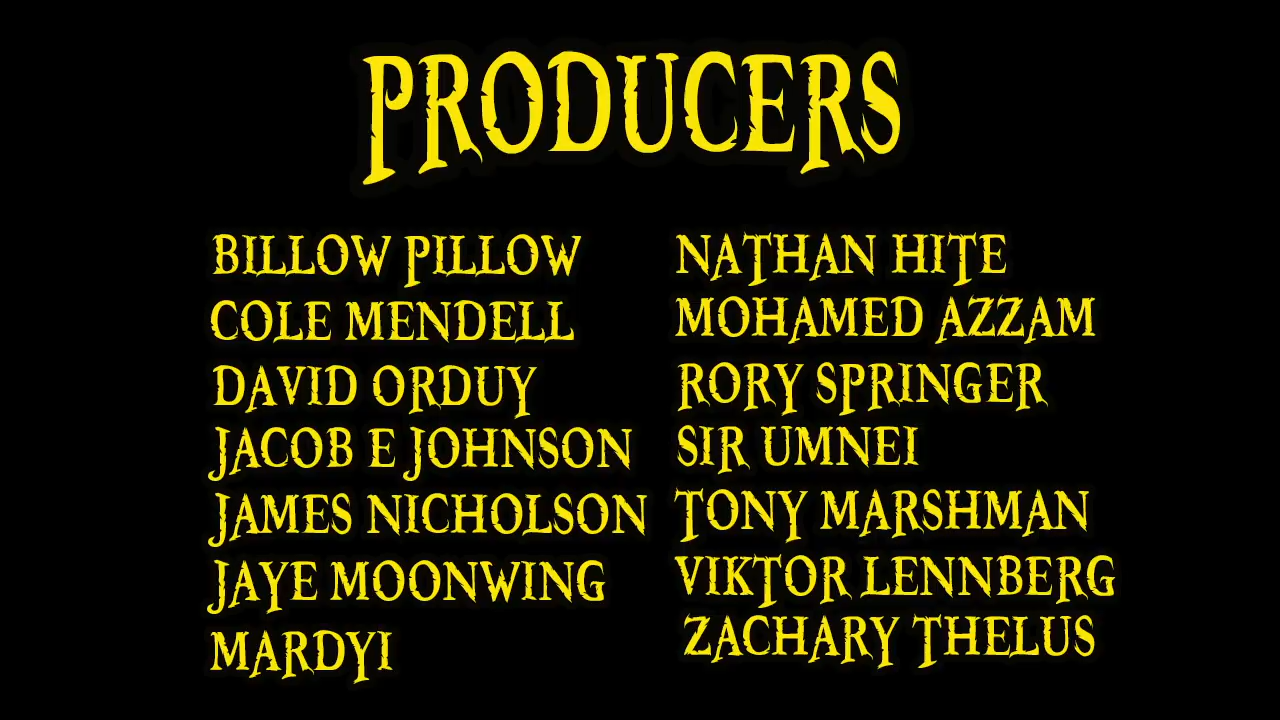 PRODUCERS
BILLOW PILLOW
COLE MENDELL
DAVID ORDUY
JACOB E JOHNSON
JAMES NICHOLSON
JAYE MOONWING
MARDYI
NATHAN HITE
MOHAMED AZZAM
RORY SPRINGER
SIR UMNEI
TONY MARSHMAN
VIKTOR LENNBERG
ZACHARY THELUS